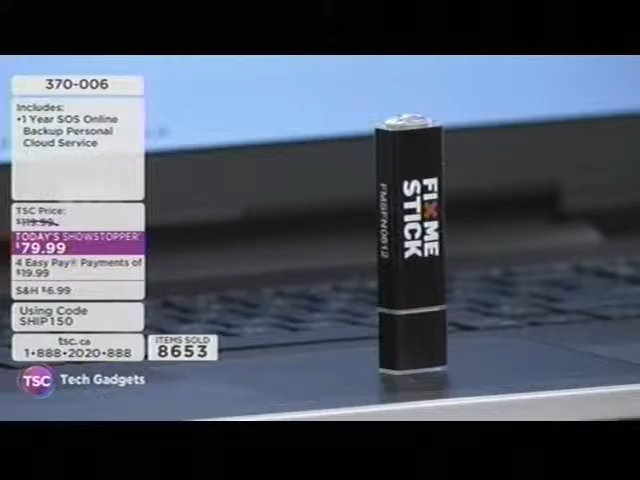 370-006
Includes:
•1 Year SOS Online
Backup Personal
Cloud Service
TSC Price:
$119.99
TODAY'S SHOWSTOPPER
$79.99
4 Easy Pay® Payments of
$19.99
S&H $6.99
Using Code
SHIP150
tsc.ca
1•888•2020•888
ITEMS SOLD
8653
TSC Tech Gadgets
FIXME
STICK